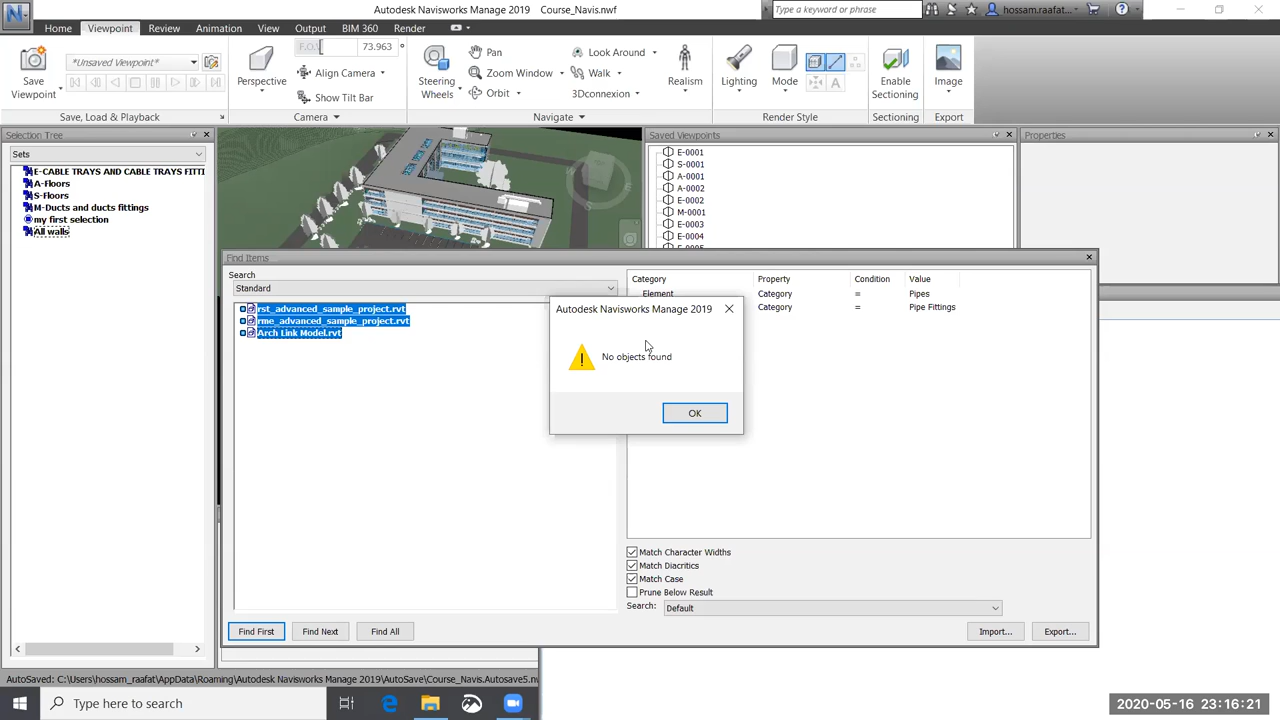 Autodesk Navisworks Manage 2019 Course_Navis.nwf
Type a keyword or phrase
hossam.raafat...
Home Viewpoint Review Animation View Output BIM 360 Render
Save Viewpoint
*Unsaved Viewpoint*
Save, Load & Playback
Perspective
F.O.V. 73.963 °
Align Camera
Show Tilt Bar
Camera
Steering Wheels
Pan
Zoom Window
Orbit
Look Around
Walk
3Dconnexion
Realism
Navigate
Lighting
Mode
Render Style
Enable Sectioning
Sectioning
Image
Export
Selection Tree
Sets
E-CABLE TRAYS AND CABLE TRAYS FITTI
A-Floors
S-Floors
M-Ducts and ducts fittings
my first selection
All walls
Saved Viewpoints
E-0001
S-0001
A-0001
A-0002
E-0002
M-0001
E-0003
E-0004
Properties
Find Items
Search
Standard
rst_advanced_sample_project.rvt
rme_advanced_sample_project.rvt
Arch Link Model.rvt
Category Property Condition Value
Element Category = Pipes
Category = Pipe Fittings
Autodesk Navisworks Manage 2019
No objects found
OK
Match Character Widths
Match Diacritics
Match Case
Prune Below Result
Search: Default
Find First Find Next Find All Import... Export...
AutoSaved: C:\Users\hossam_raafat\AppData\Roaming\Autodesk Navisworks Manage 2019\AutoSave\Course_Navis.Autosave5.nw
Type here to search
2020-05-16 23:16:21